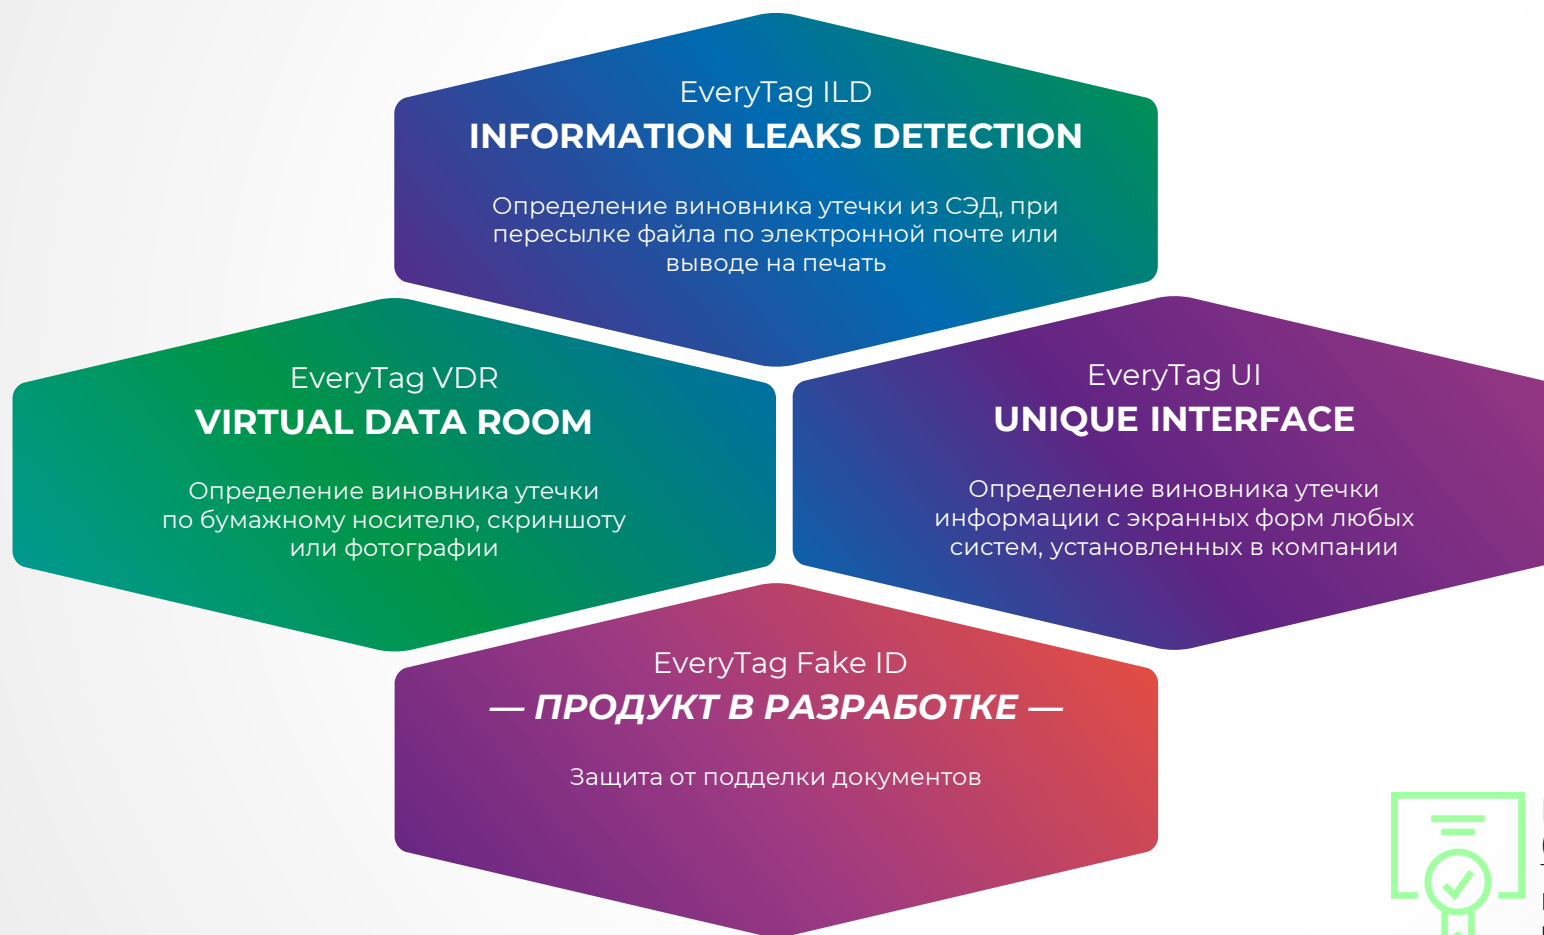 EveryTag ILD
INFORMATION LEAKS DETECTION
Определение виновника утечки из СЭД, при
пересылке файла по электронной почте или
выводе на печать
EveryTag VDR
VIRTUAL DATA ROOM
Определение виновника утечки
по бумажному носителю, скриншоту
или фотографии
EveryTag UI
UNIQUE INTERFACE
Определение виновника утечки
информации с экранных форм любых
систем, установленных в компании
EveryTag Fake ID
— ПРОДУКТ В РАЗРАБОТКЕ —
Защита от подделки документов